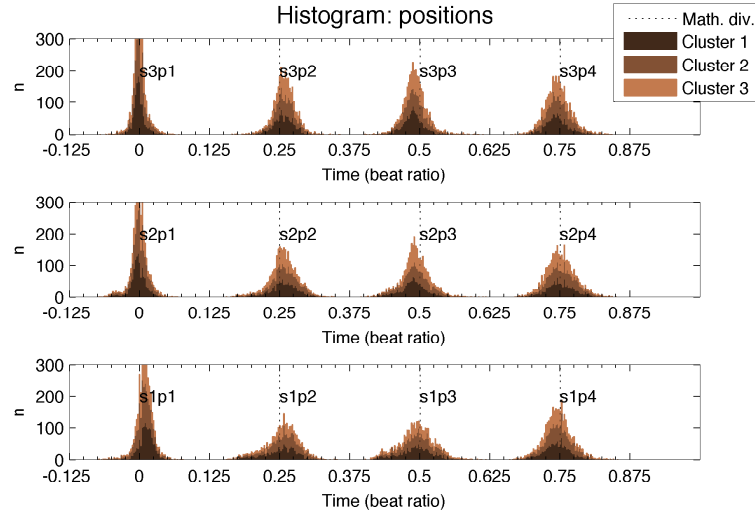 Histogram: positions
Math. div.
Cluster 1
Cluster 2
Cluster 3
300
200
100
0
n
s3p1 s3p2 s3p3 s3p4
-0.125 0 0.125 0.25 0.375 0.5 0.625 0.75 0.875
Time (beat ratio)
300
200
100
0
n
s2p1 s2p2 s2p3 s2p4
-0.125 0 0.125 0.25 0.375 0.5 0.625 0.75 0.875
Time (beat ratio)
300
200
100
0
n
s1p1 s1p2 s1p3 s1p4
-0.125 0 0.125 0.25 0.375 0.5 0.625 0.75 0.875
Time (beat ratio)